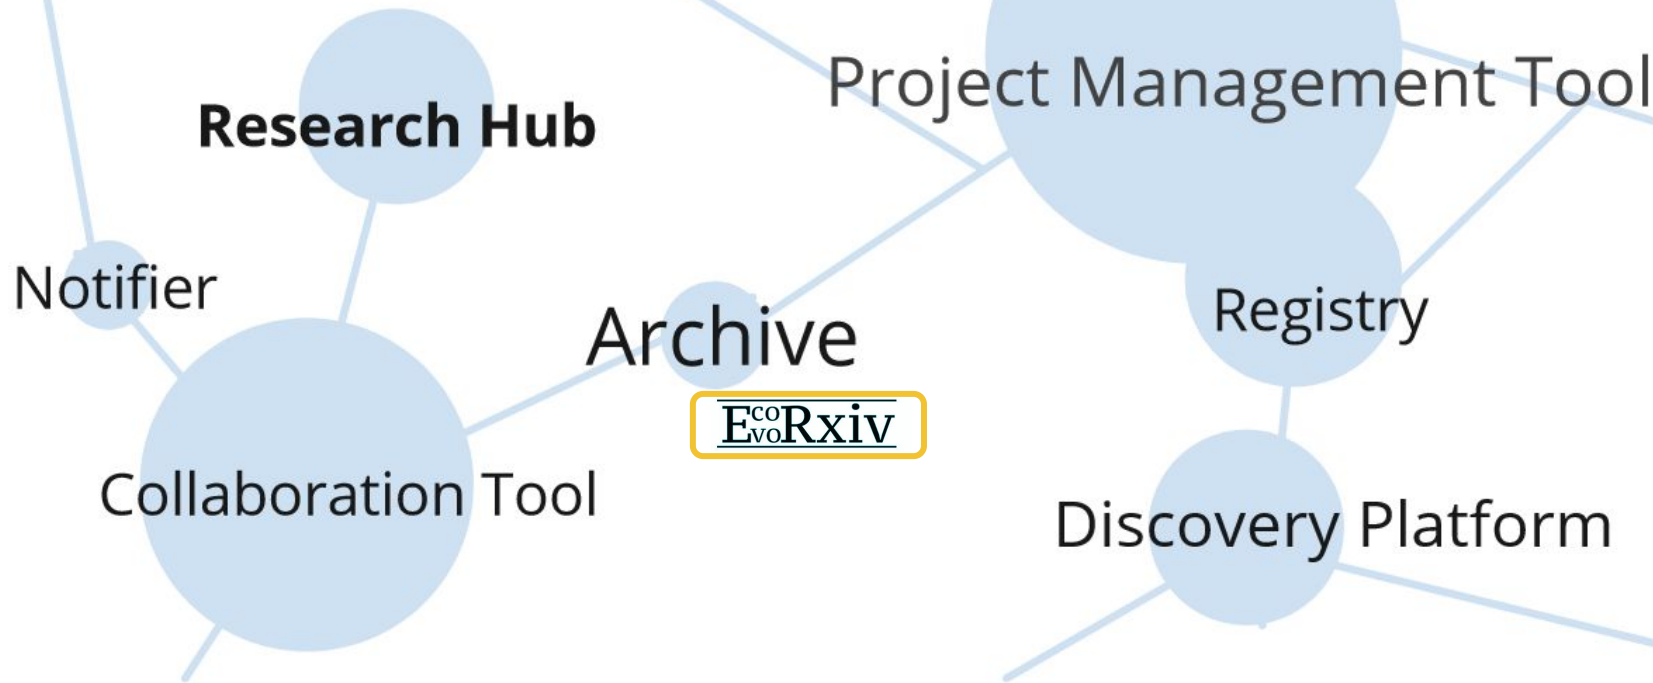 Project Management Tool
Research Hub
Notifier
Registry
Archive
EcoEvoRxiv
Collaboration Tool
Discovery Platform